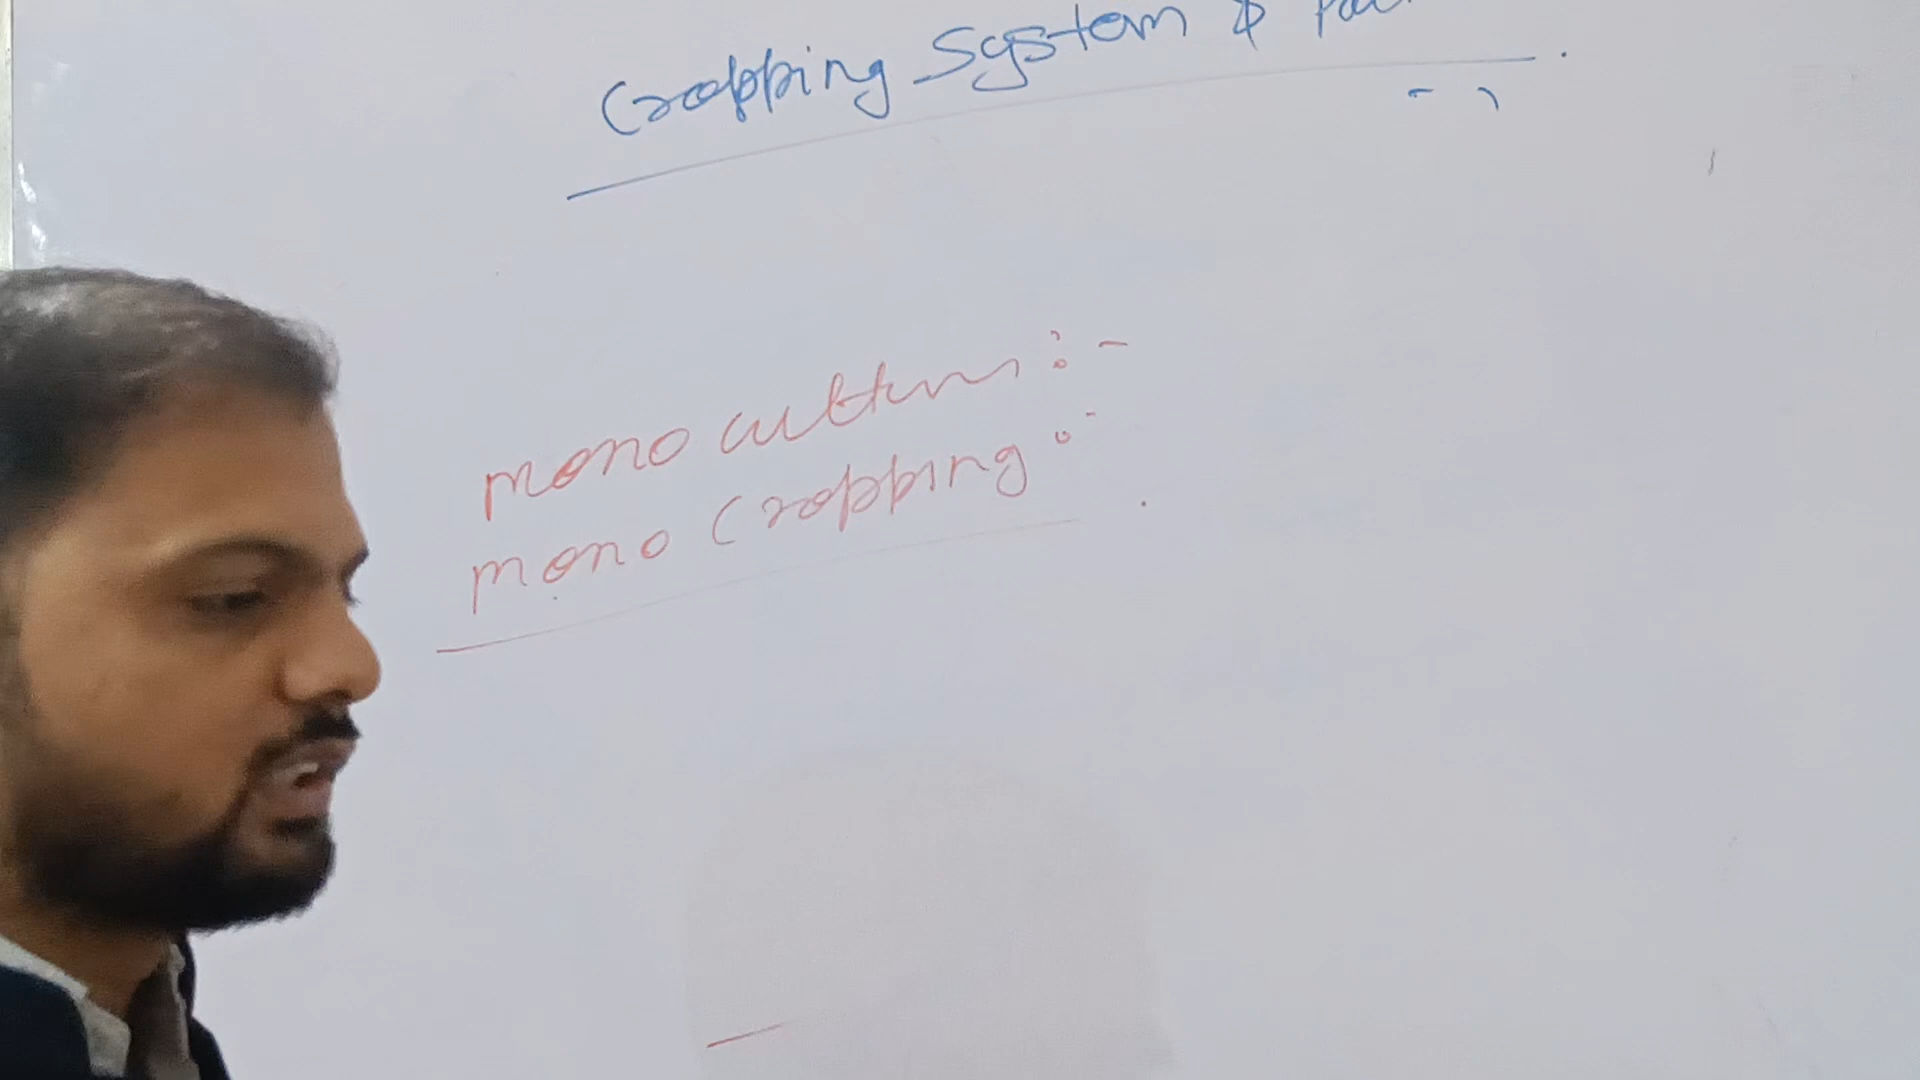 Cropping System &
mono culture :-
mono Cropping :-